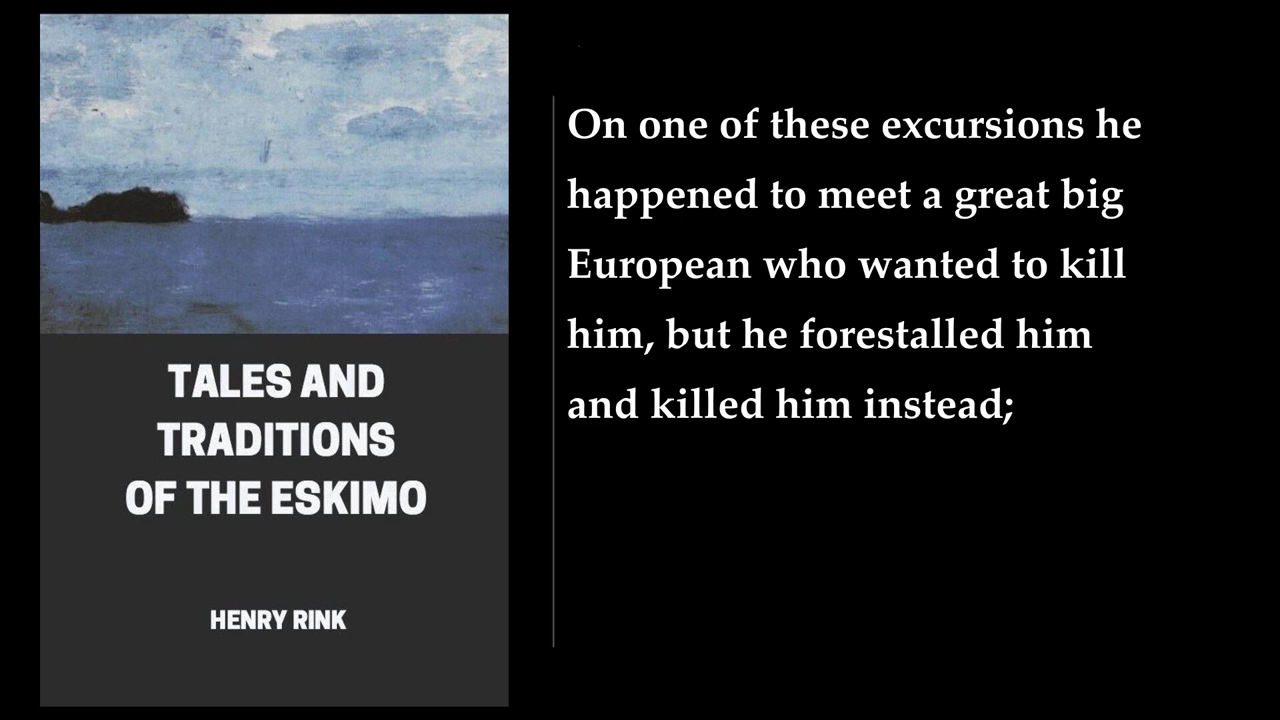 TALES AND
TRADITIONS
OF THE ESKIMO
HENRY RINK
On one of these excursions he
happened to meet a great big
European who wanted to kill
him, but he forestalled him
and killed him instead;